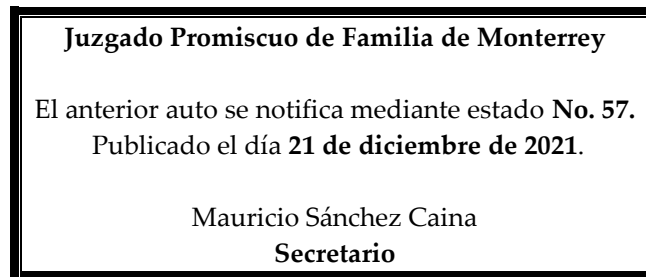 Juzgado Promiscuo de Familia de Monterrey
El anterior auto se notifica mediante estado No. 57.
Publicado el día 21 de diciembre de 2021.
Mauricio Sánchez Caina
Secretario